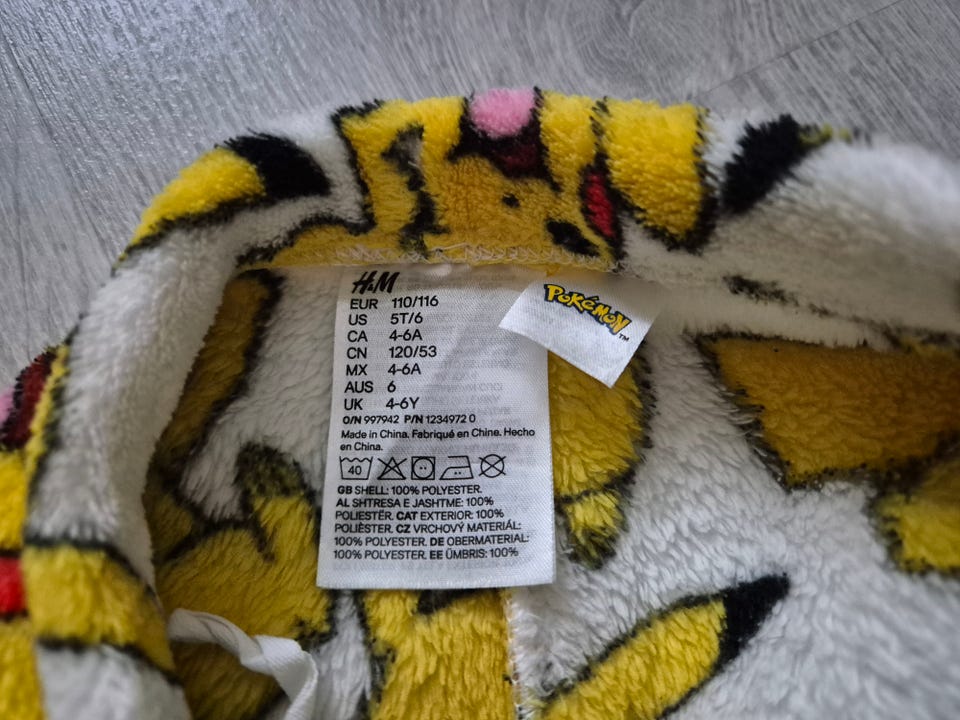 H&M
EUR 110/116
US 5T/6
CA 4-6A
CN 120/53
MX 4-6A
AUS 6
UK 4-6Y
O/N 997942 P/N 1234972 0
Made in China. Fabriqué en Chine. Hecho
en China.
40
GB SHELL: 100% POLYESTER.
AL SHTRESA E JASHTME: 100%
POLIESTËR. CAT EXTERIOR: 100%
POLIÈSTER. CZ VRCHOVÝ MATERIÁL:
100% POLYESTER. DE OBERMATERIAL:
100% POLYESTER. EE ÜMBRIS: 100%
POKéMON™